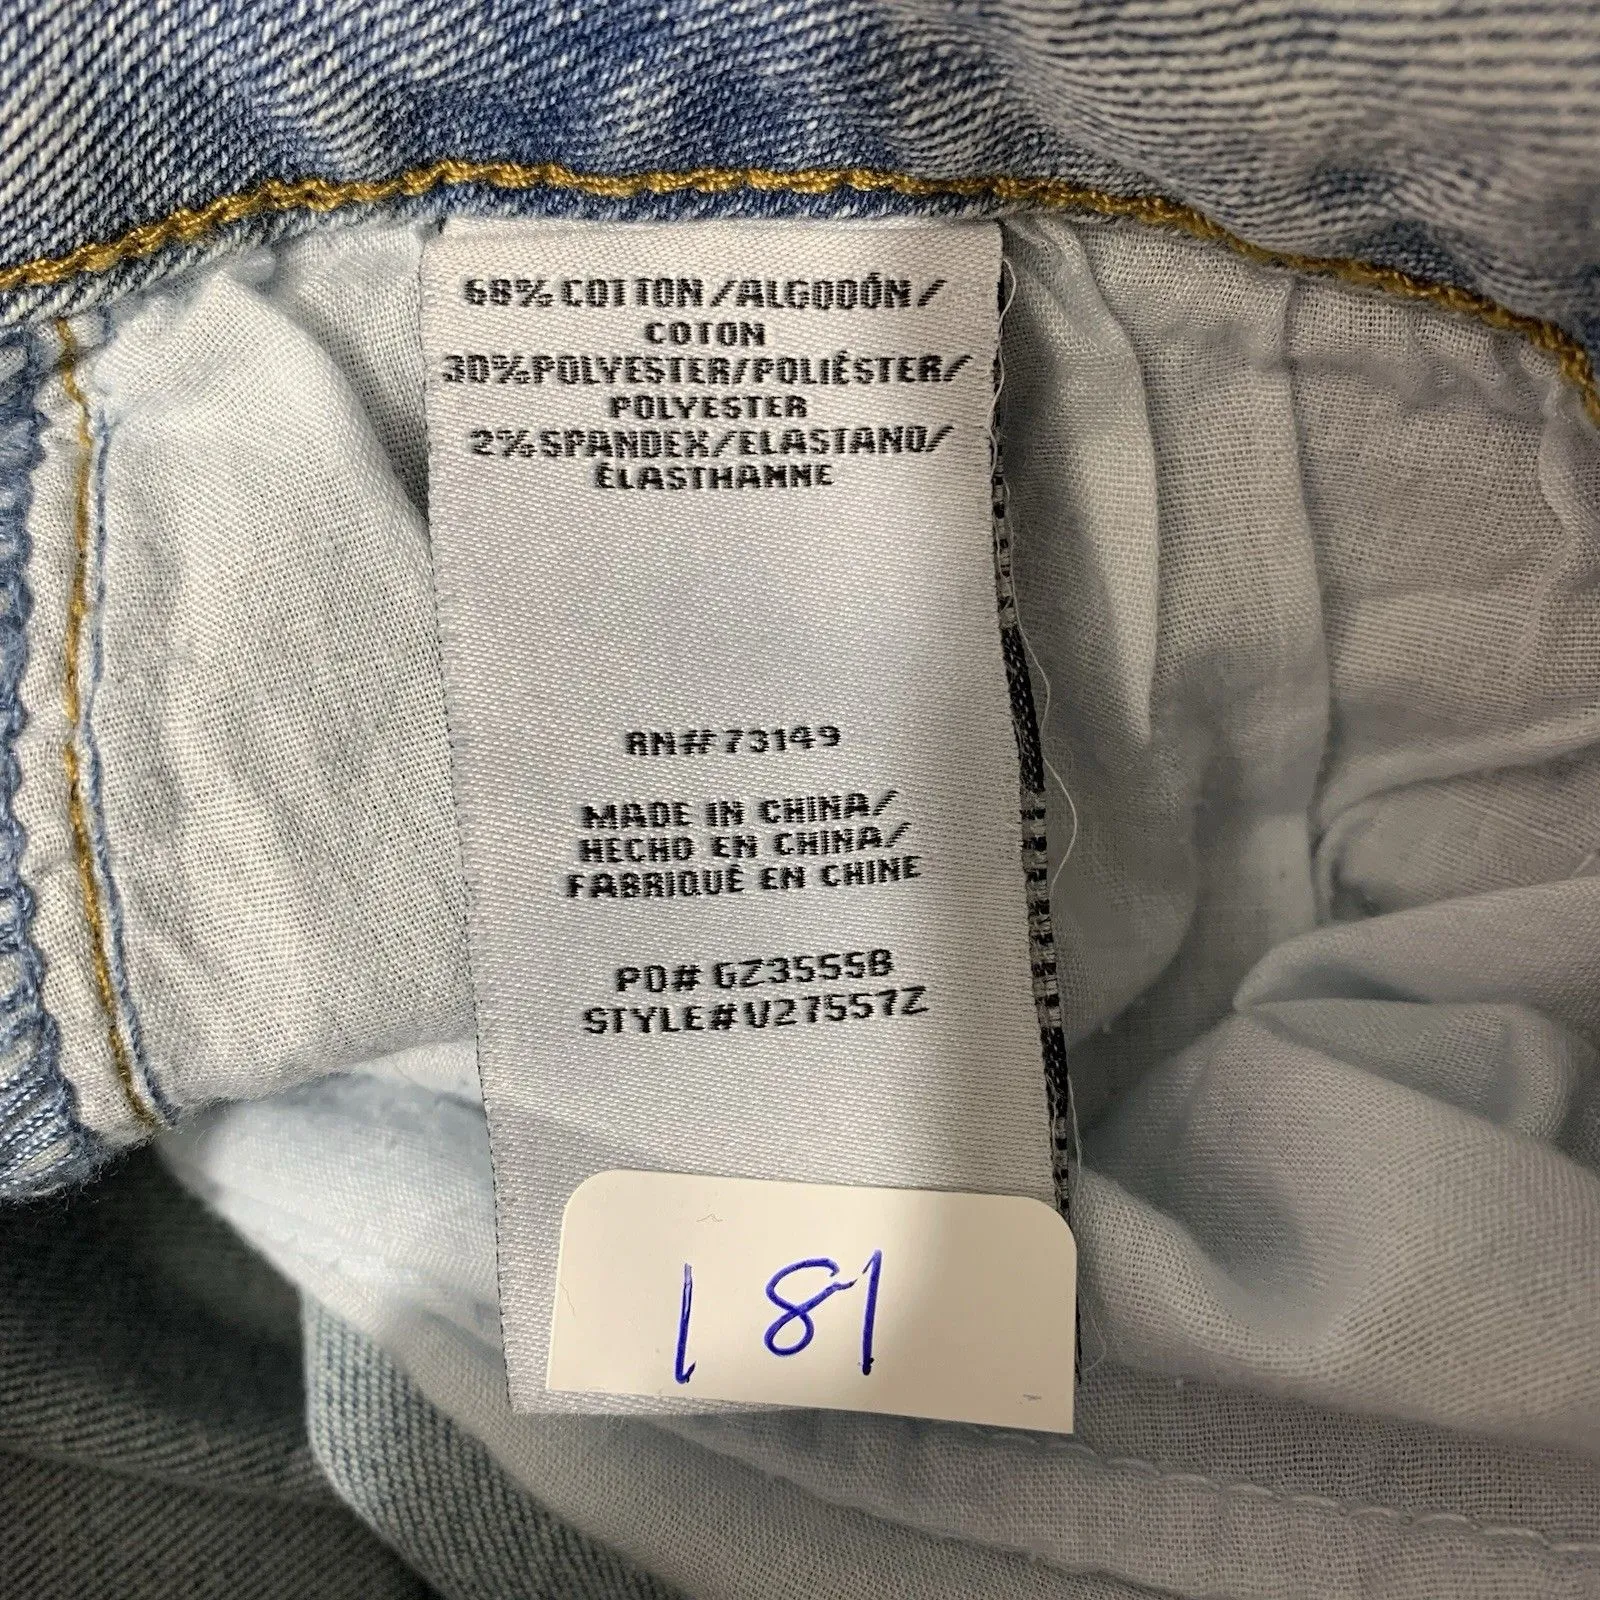 68% COTTON/ALGODÓN/
COTON
30% POLYESTER/POLIÉSTER/
POLYESTER
2% SPANDEX/ELASTANO/
ÉLASTHANNE
RN# 73149
MADE IN CHINA/
HECHO EN CHINA/
FABRIQUÉ EN CHINE
PO# GZ3555B
STYLE# V27557Z
181